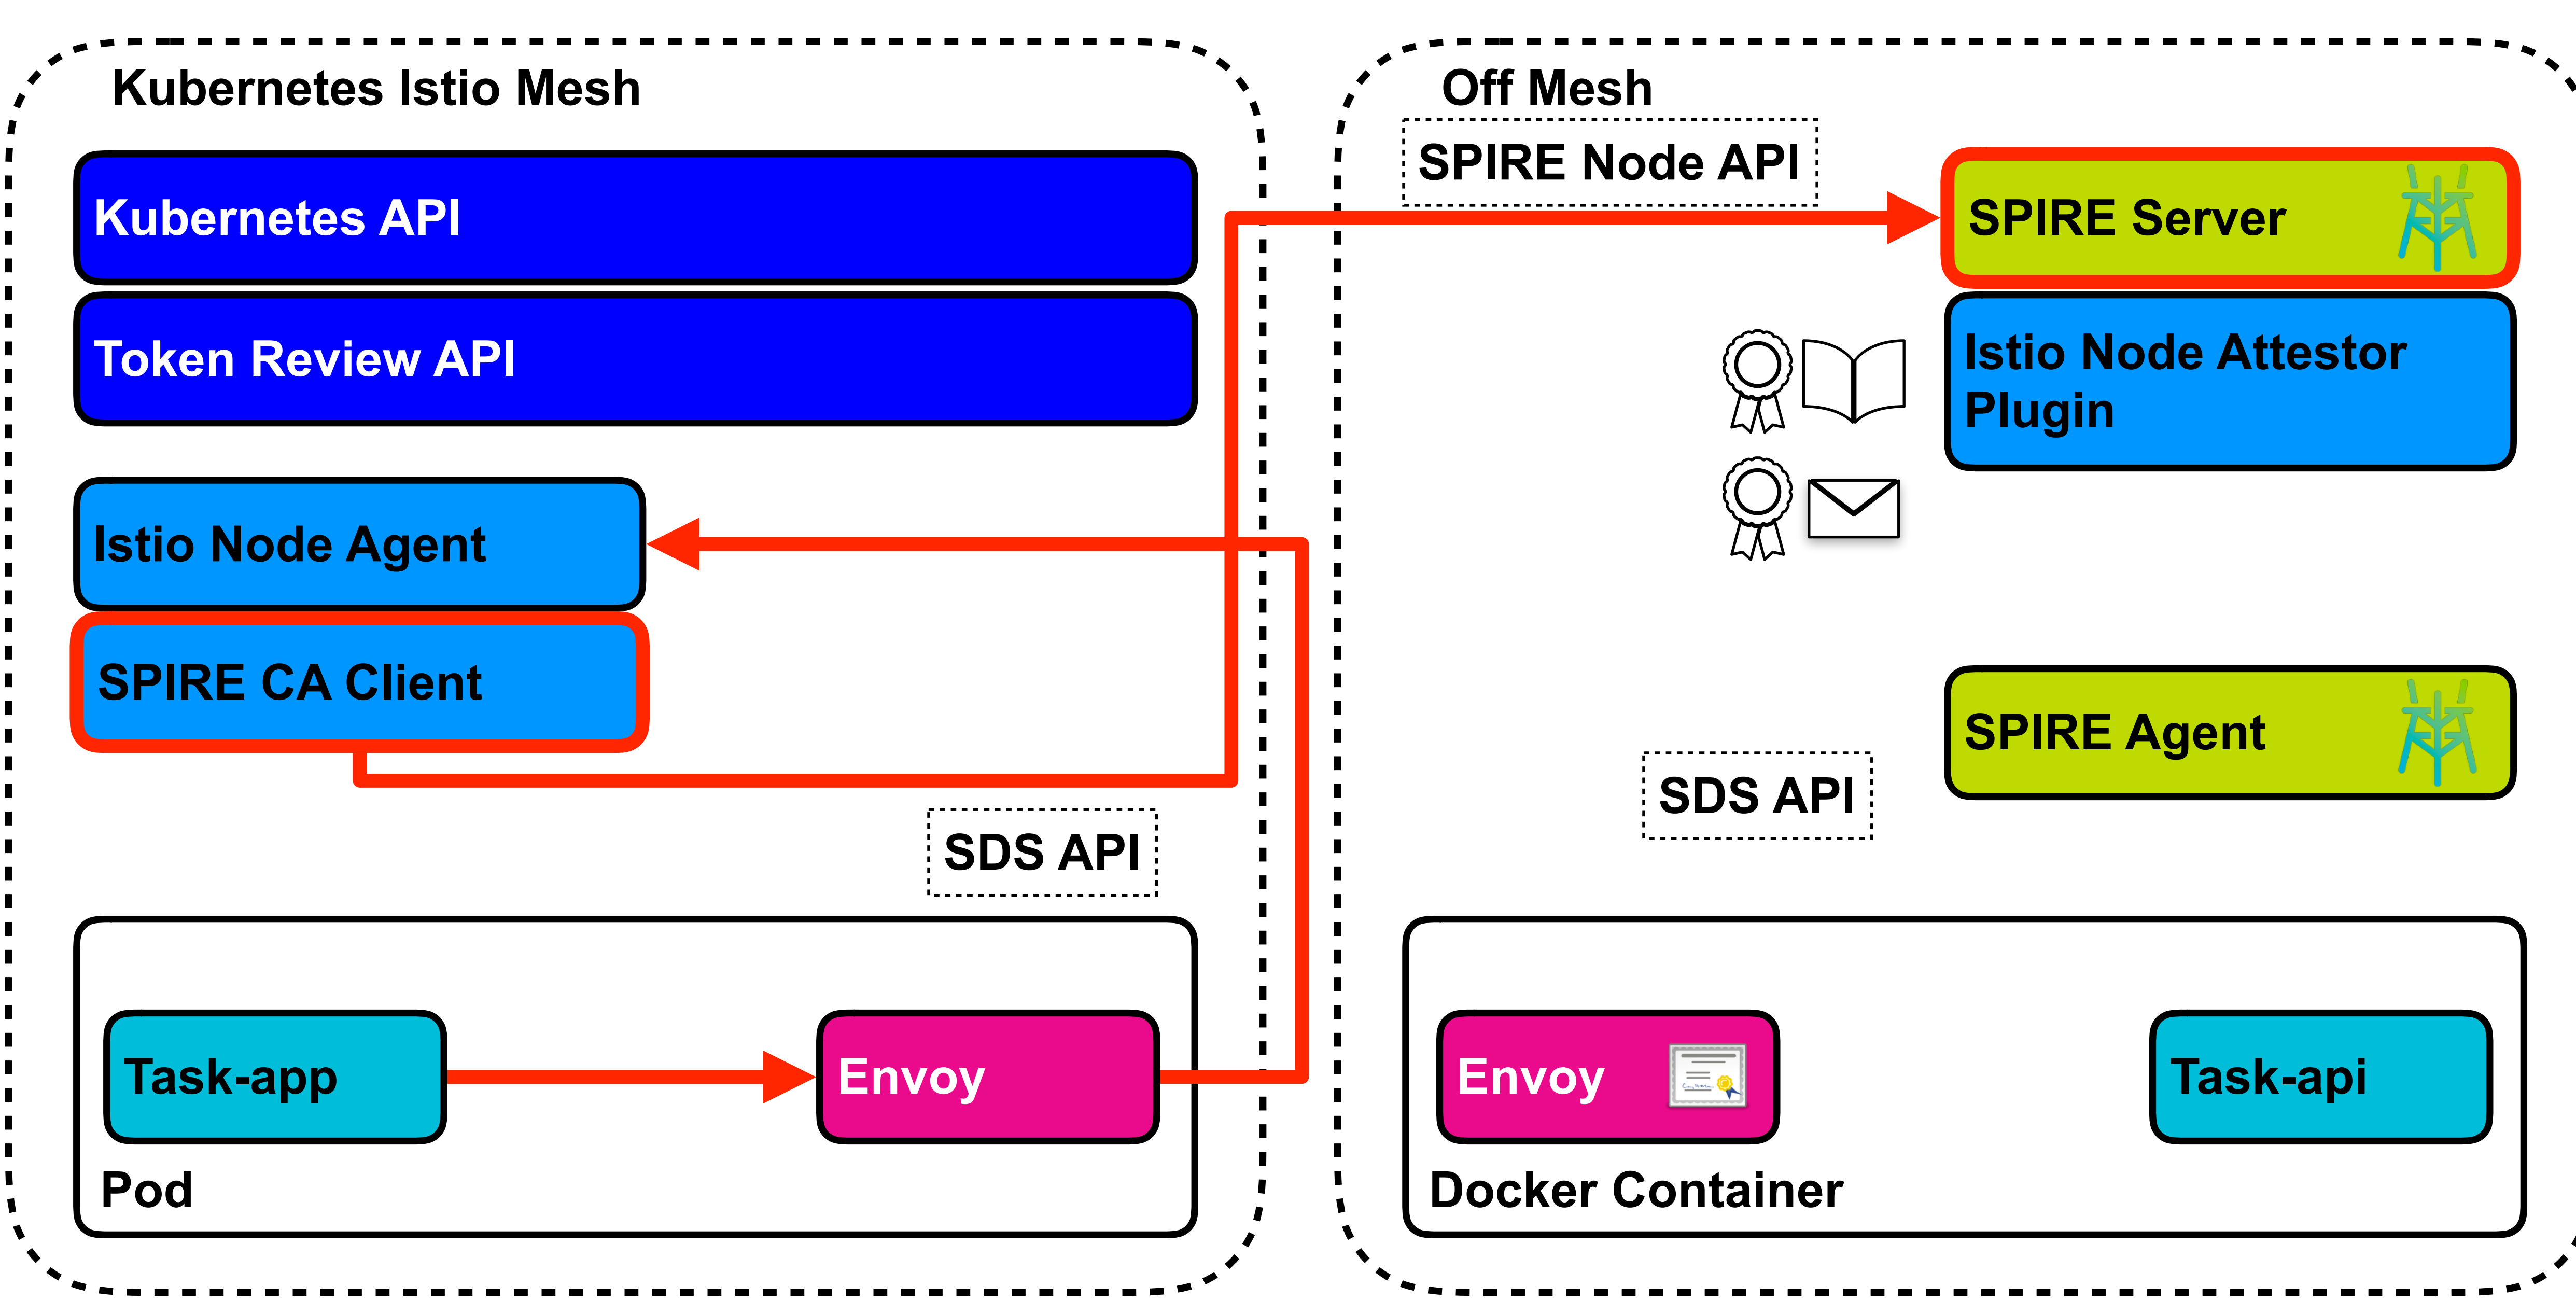 Kubernetes Istio Mesh
Kubernetes API
Token Review API
Istio Node Agent
SPIRE CA Client
SDS API
Task-app
Envoy
Pod
Off Mesh
SPIRE Node API
SPIRE Server
Istio Node Attestor
Plugin
SPIRE Agent
SDS API
Envoy
Task-api
Docker Container